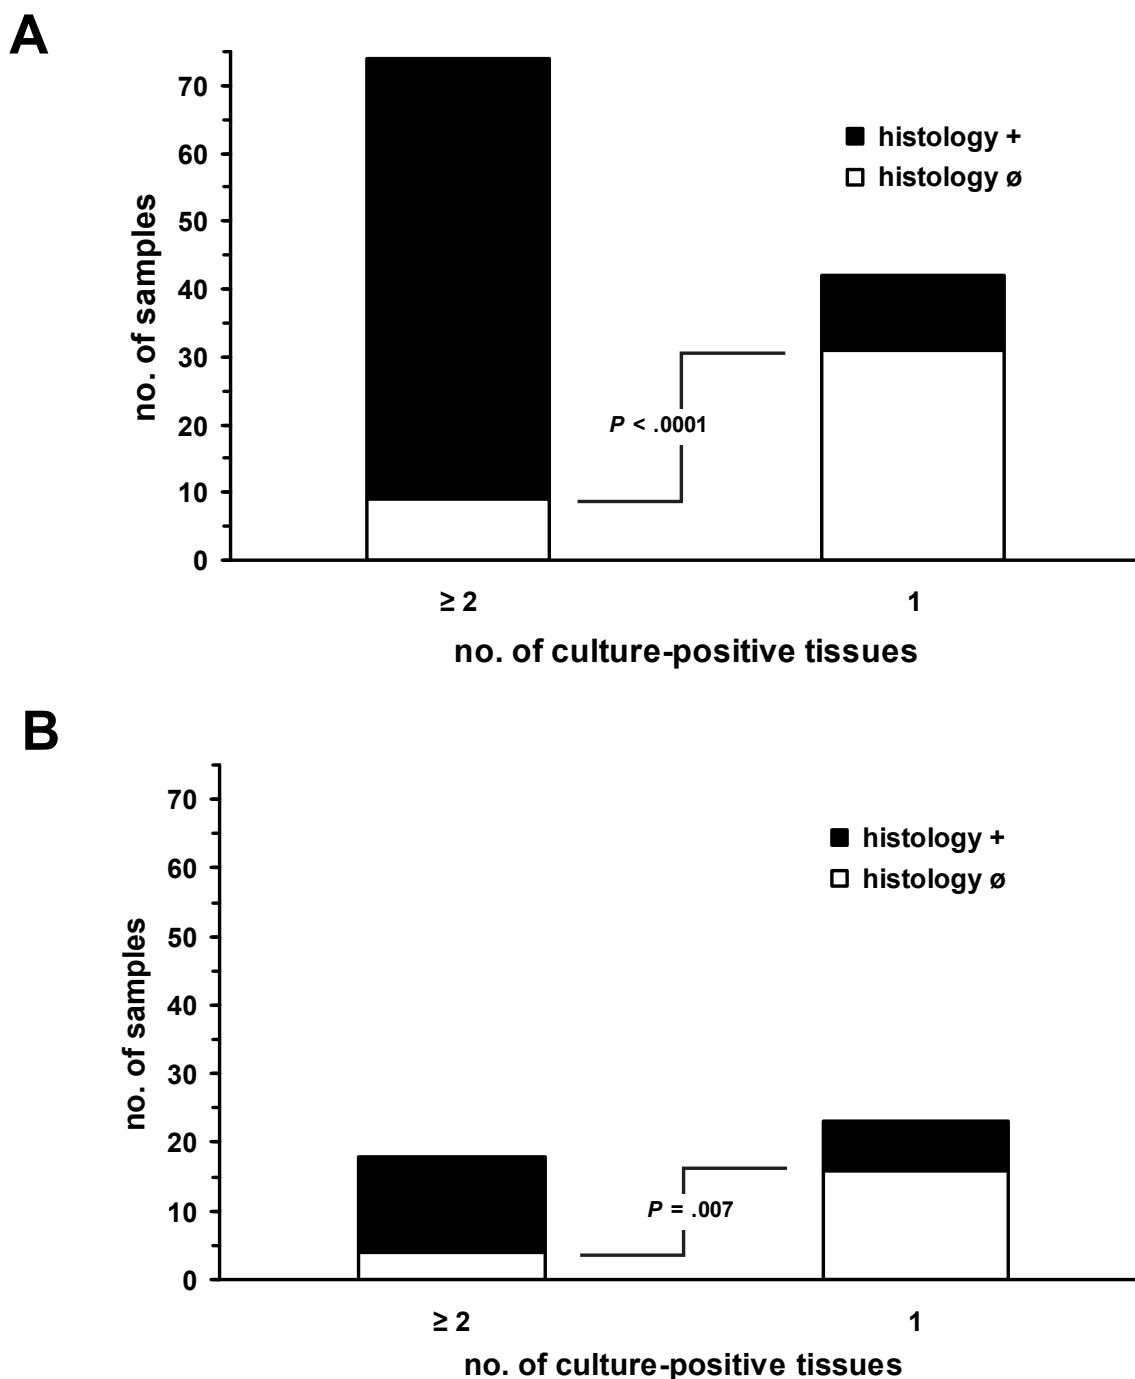 A
70
60
50
40
30
20
10
0
no. of samples
histology +
histology ø
P < .0001
≥ 2
1
no. of culture-positive tissues
B
70
60
50
40
30
20
10
0
no. of samples
histology +
histology ø
P = .007
≥ 2
1
no. of culture-positive tissues